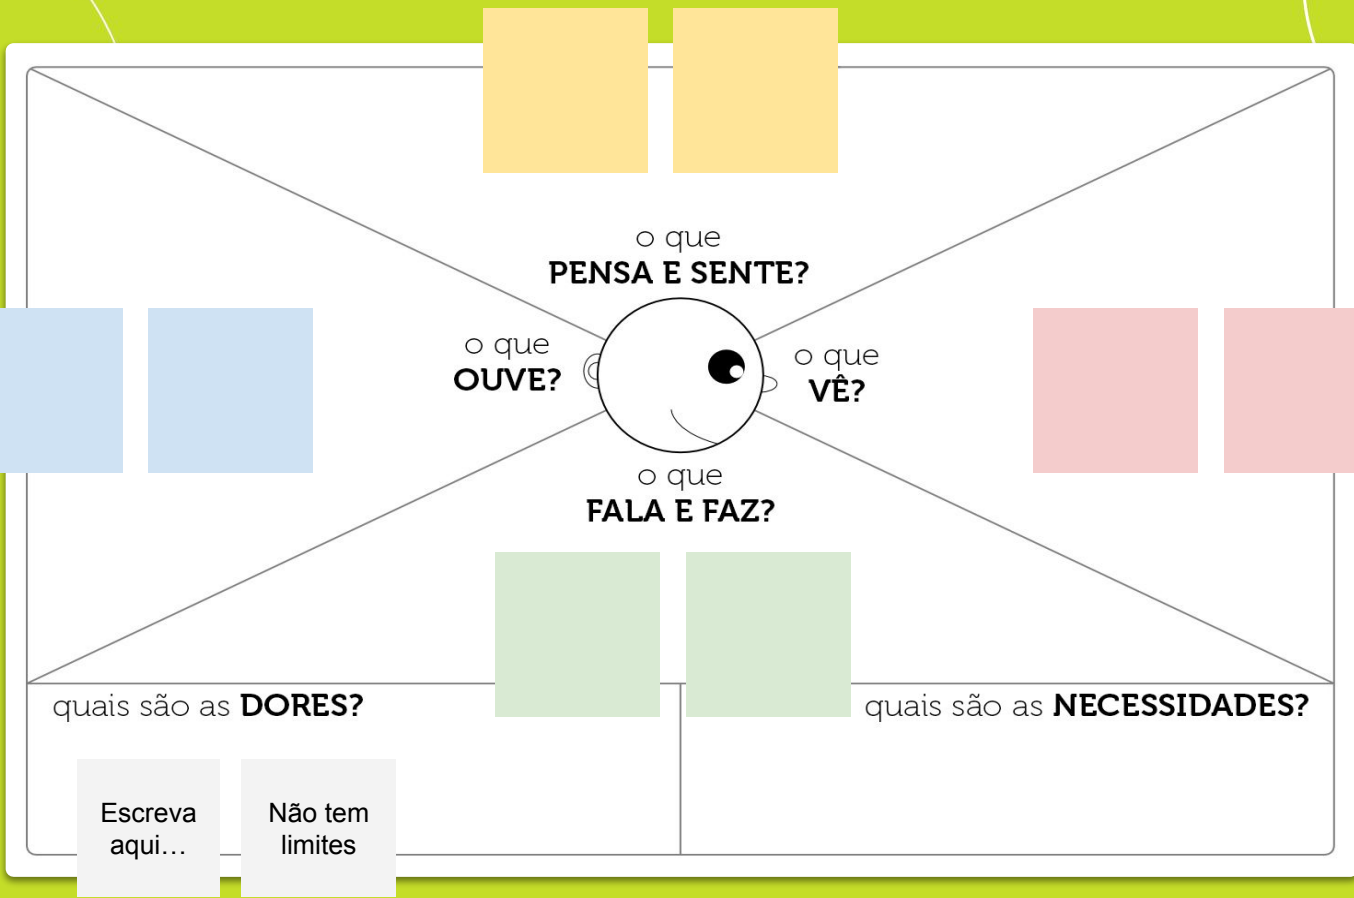 o que
PENSA E SENTE?
o que
OUVE?
o que
VÊ?
o que
FALA E FAZ?
quais são as DORES?
quais são as NECESSIDADES?
Escreva
aqui…
Não tem
limites